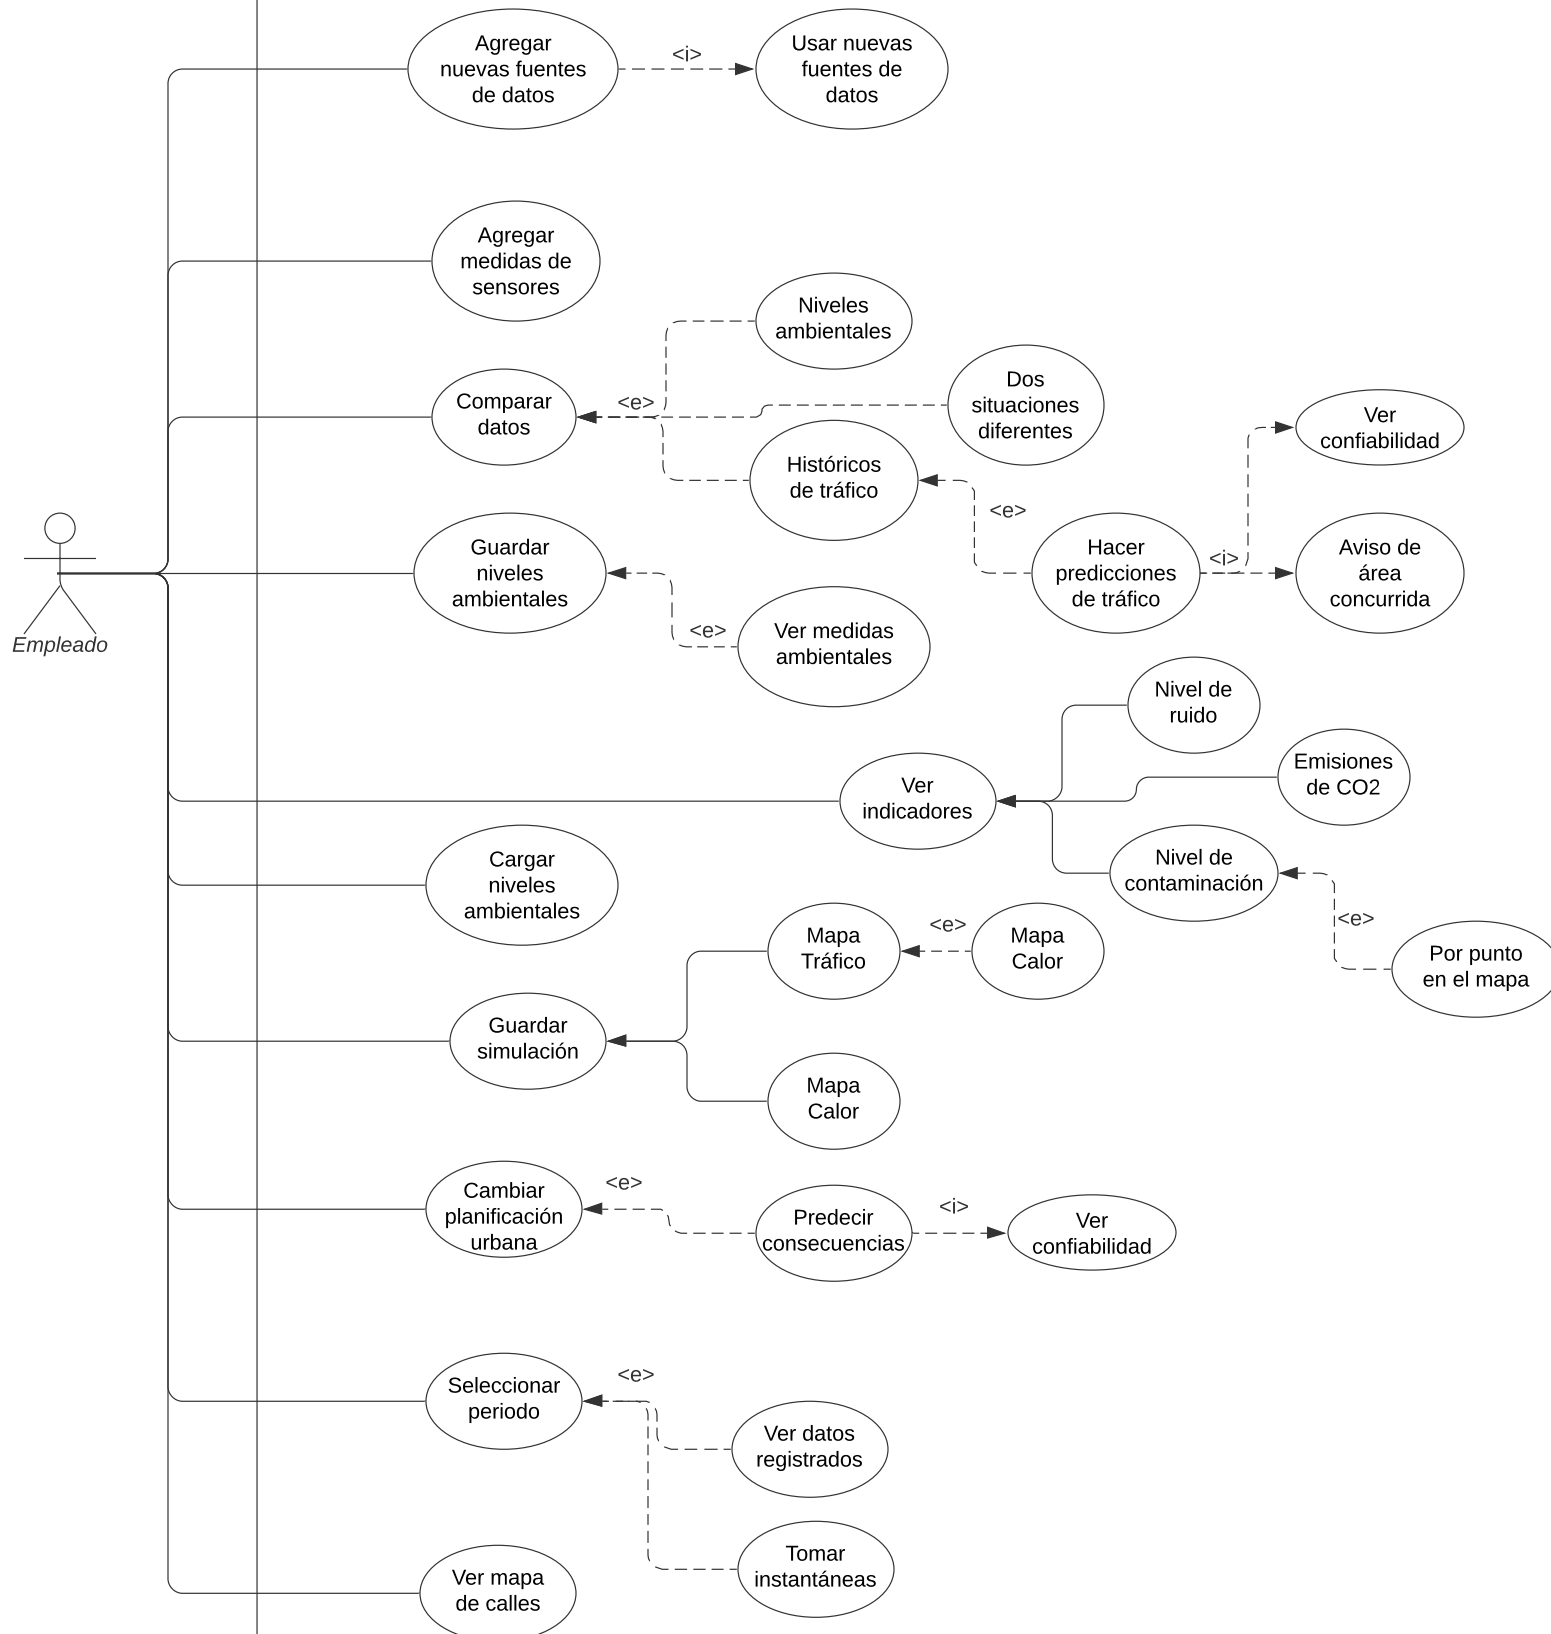 Agregar
nuevas fuentes
de datos
<i>
Usar nuevas
fuentes de
datos
Agregar
medidas de
sensores
Niveles
ambientales
Comparar
datos
<e>
Dos
situaciones
diferentes
Ver
confiabilidad
Históricos
de tráfico
<e>
Empleado
Guardar
niveles
ambientales
Hacer
predicciones
de tráfico
<i>
Aviso de
área
concurrida
<e>
Ver medidas
ambientales
Nivel de
ruido
Ver
indicadores
Emisiones
de CO2
Nivel de
contaminación
<e>
Por punto
en el mapa
Cargar
niveles
ambientales
Mapa
Tráfico
<e>
Mapa
Calor
Guardar
simulación
Mapa
Calor
Cambiar
planificación
urbana
<e>
Predecir
consecuencias
<i>
Ver
confiabilidad
Seleccionar
periodo
<e>
Ver datos
registrados
Tomar
instantáneas
Ver mapa
de calles